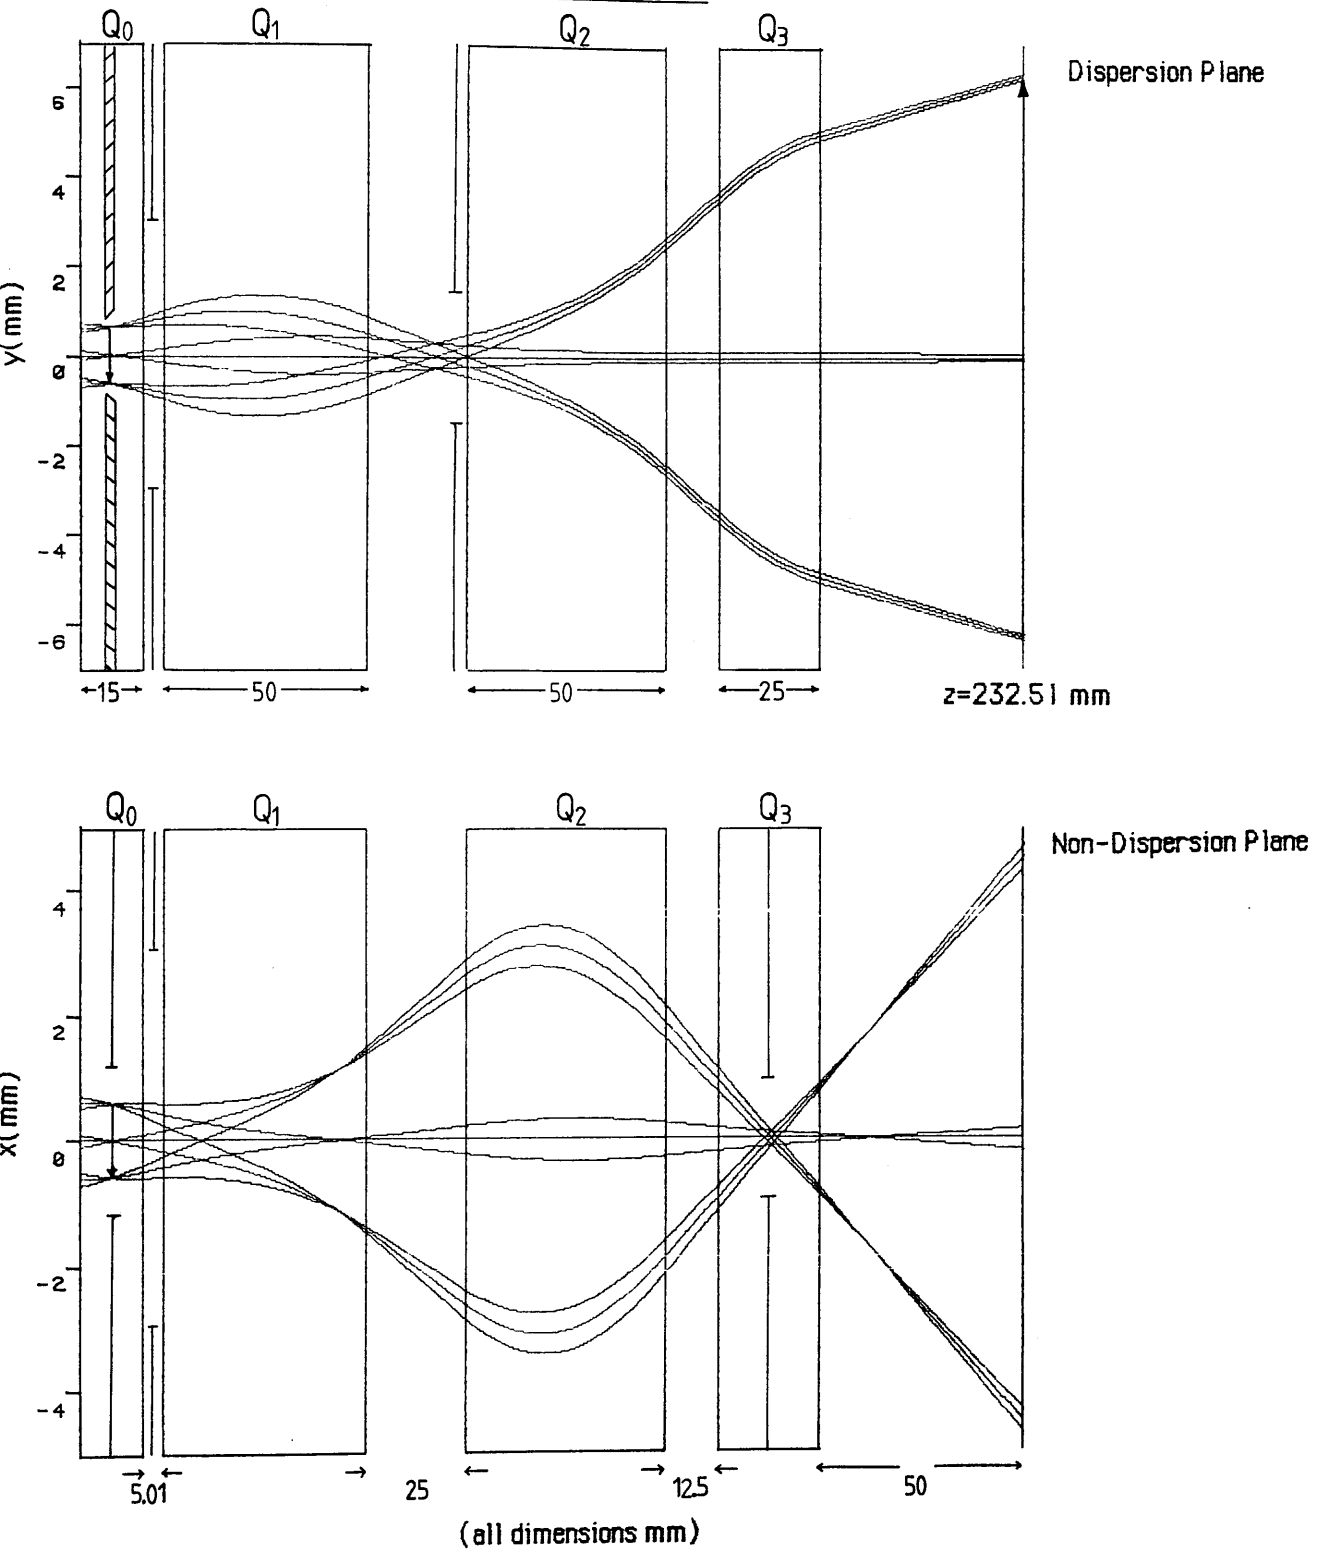 Q₀ Q₁ Q₂ Q₃
Dispersion Plane
6
4
2
0
-2
-4
-6
y(mm)
15 50 50 25
z=232.51 mm
Q₀ Q₁ Q₂ Q₃
Non-Dispersion Plane
4
2
0
-2
-4
x(mm)
5.01 25 12.5 50
(all dimensions mm)